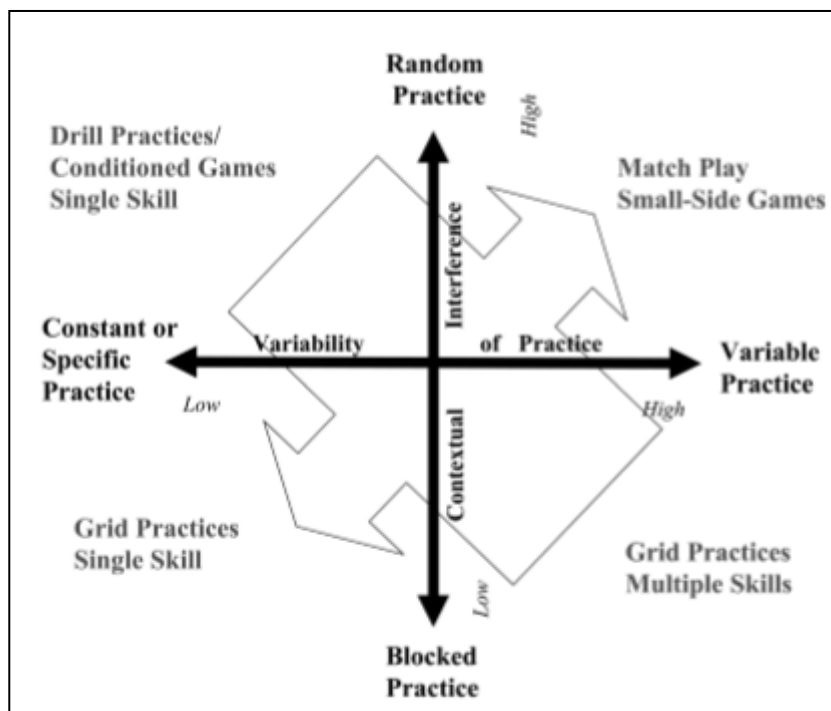 Random
Practice
High
Drill Practices/
Conditioned Games
Single Skill
Match Play
Small-Side Games
Interference
Constant or
Specific
Practice
Variability
of Practice
Variable
Practice
Low
High
Contextual
Grid Practices
Single Skill
Grid Practices
Multiple Skills
Low
Blocked
Practice